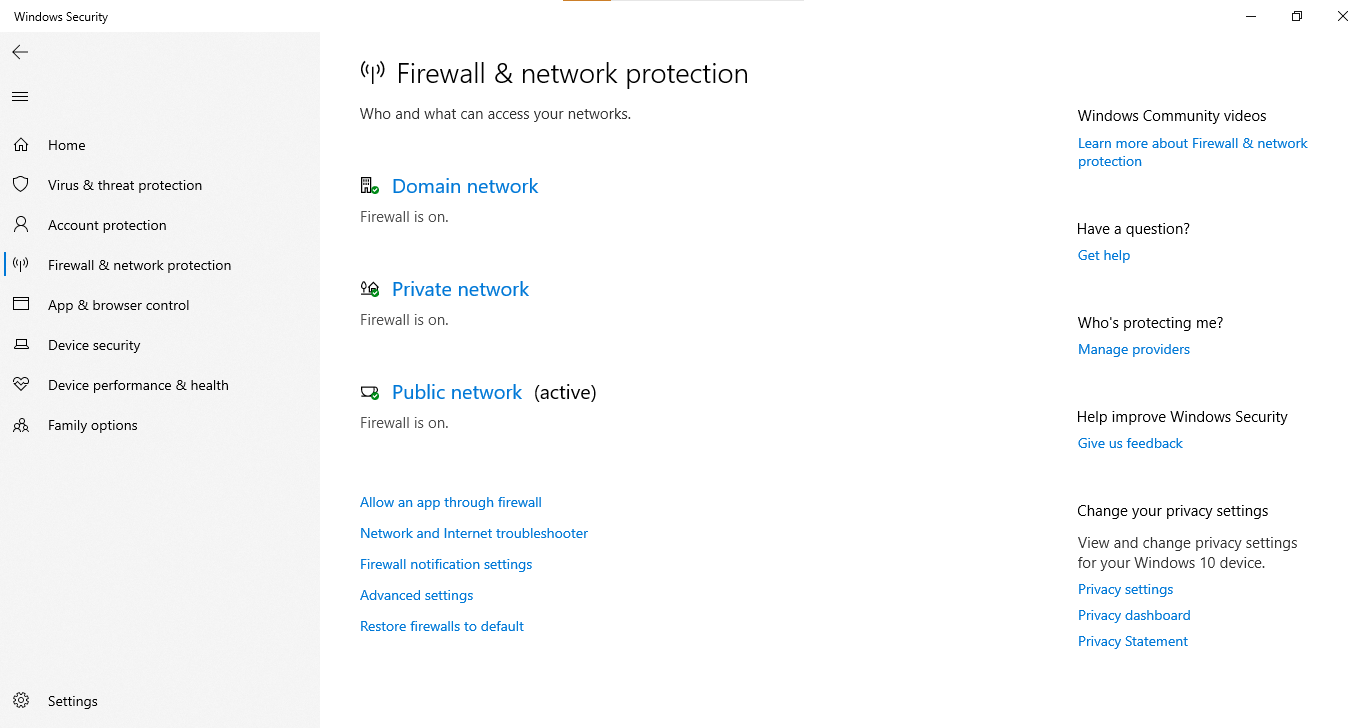 Windows Security
Home
Virus & threat protection
Account protection
Firewall & network protection
App & browser control
Device security
Device performance & health
Family options
Settings
Firewall & network protection
Who and what can access your networks.
Domain network
Firewall is on.
Private network
Firewall is on.
Public network (active)
Firewall is on.
Allow an app through firewall
Network and Internet troubleshooter
Firewall notification settings
Advanced settings
Restore firewalls to default
Windows Community videos
Learn more about Firewall & network
protection
Have a question?
Get help
Who's protecting me?
Manage providers
Help improve Windows Security
Give us feedback
Change your privacy settings
View and change privacy settings
for your Windows 10 device.
Privacy settings
Privacy dashboard
Privacy Statement